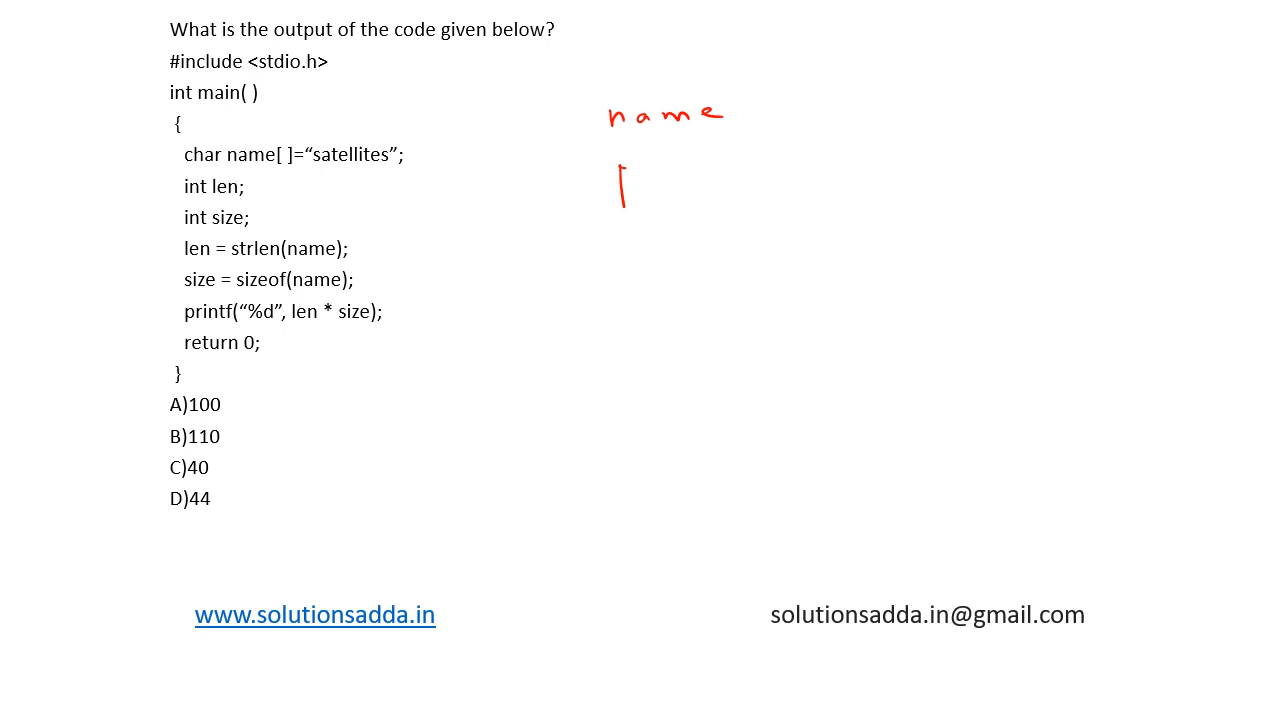 What is the output of the code given below?
#include <stdio.h>
int main( )
{
char name[ ]=“satellites”;
int len;
int size;
len = strlen(name);
size = sizeof(name);
printf(“%d”, len * size);
return 0;
}
A)100
B)110
C)40
D)44
name
www.solutionsadda.in
solutionsadda.in@gmail.com